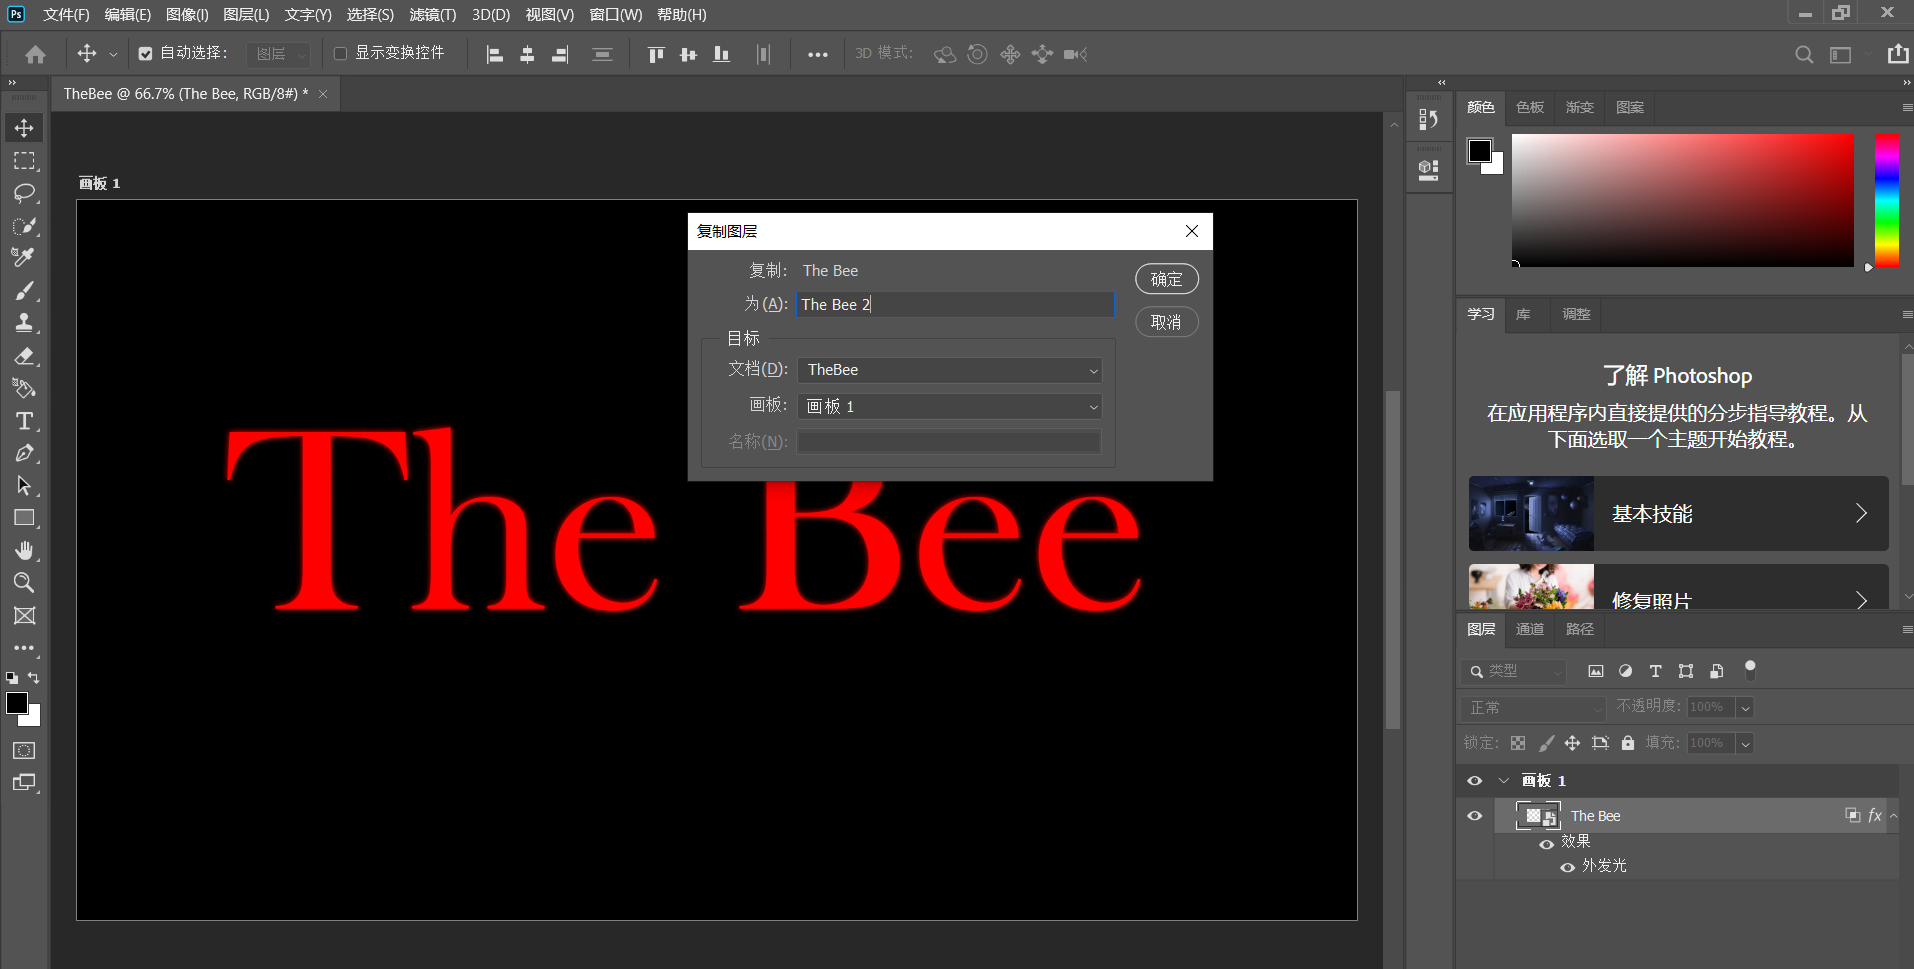 Ps 文件(F) 编辑(E) 图像(I) 图层(L) 文字(Y) 选择(S) 滤镜(T) 3D(D) 视图(V) 窗口(W) 帮助(H)
自动选择： 图层 显示变换控件 3D 模式：
TheBee @ 66.7% (The Bee, RGB/8#) *
画板 1
The Bee
复制图层
复制: The Bee
为(A): The Bee 2
确定
取消
目标
文档(D): TheBee
画板: 画板 1
名称(N):
颜色 色板 渐变 图案
学习 库 调整
了解 Photoshop
在应用程序内直接提供的分步指导教程。从
下面选取一个主题开始教程。
基本技能
修复照片
图层 通道 路径
类型
正常 不透明度: 100%
锁定: 填充: 100%
画板 1
The Bee fx
效果
外发光